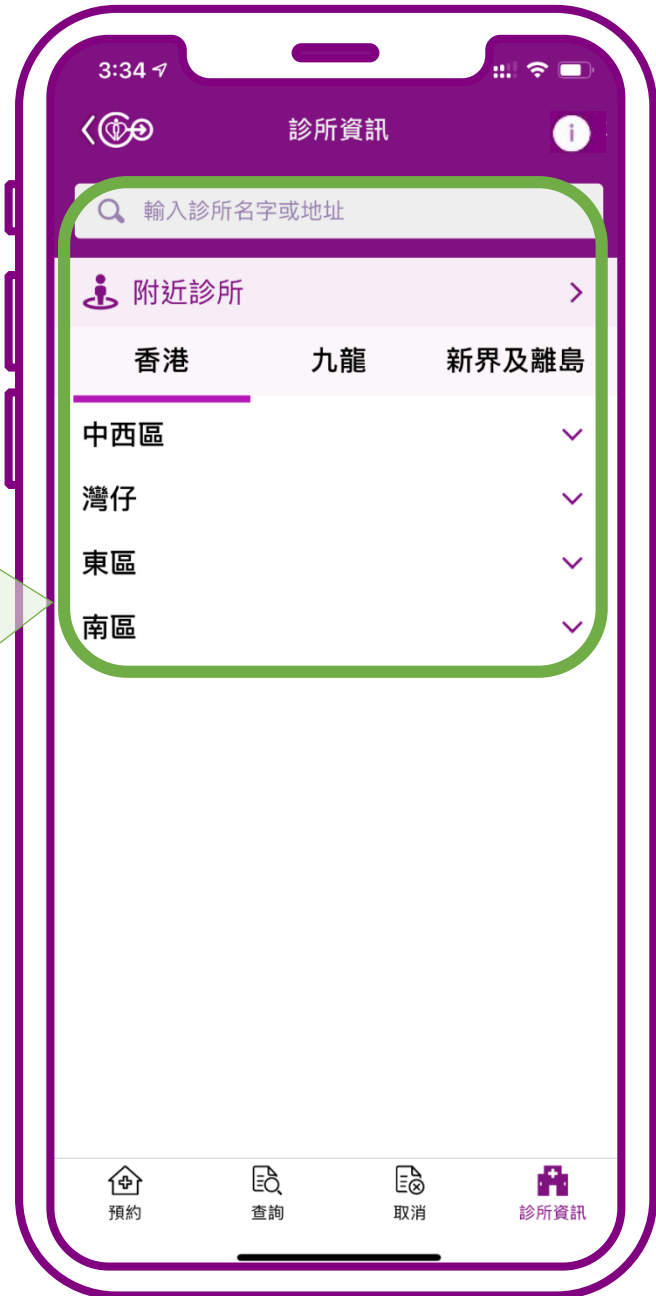 3:34
診所資訊
輸入診所名字或地址
附近診所
香港 九龍 新界及離島
中西區
灣仔
東區
南區
預約 查詢 取消 診所資訊